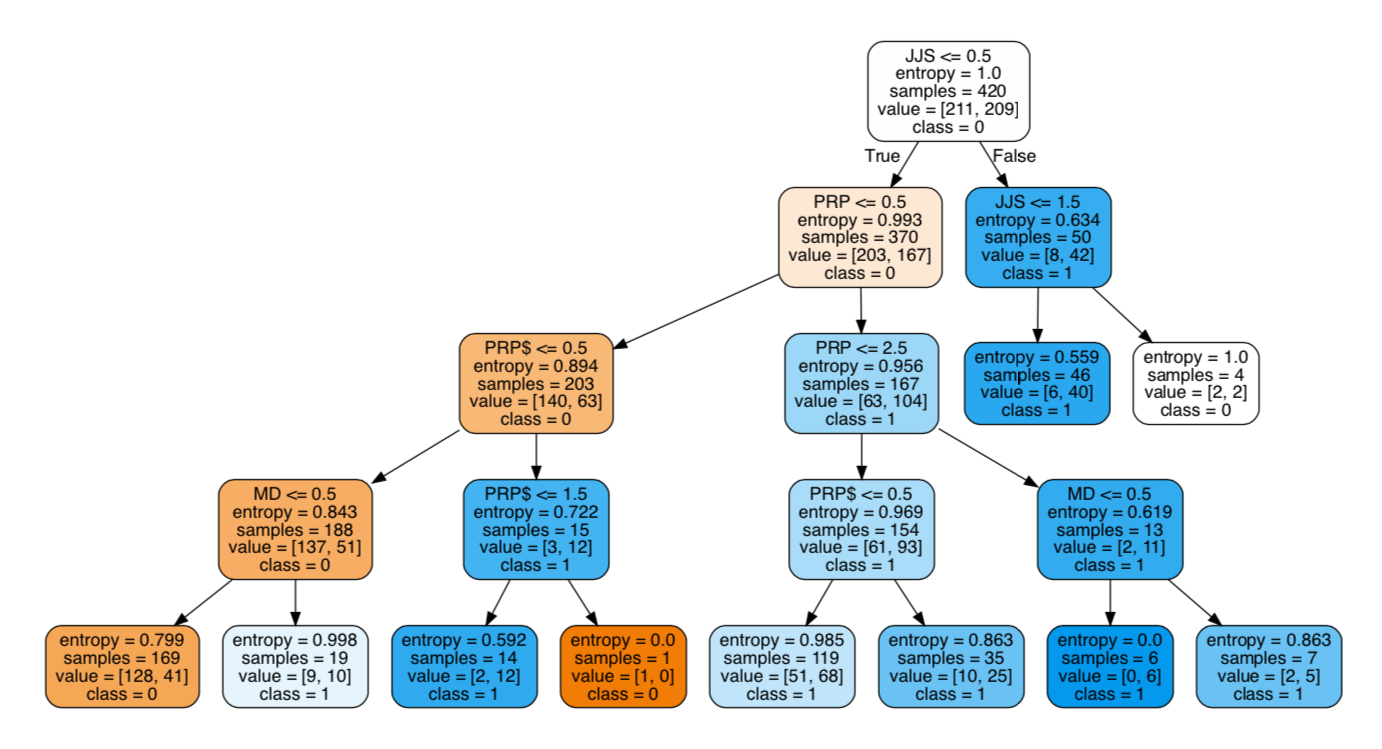 JJS <= 0.5
entropy = 1.0
samples = 420
value = [211, 209]
class = 0
True
False
PRP <= 0.5
entropy = 0.993
samples = 370
value = [203, 167]
class = 0
JJS <= 1.5
entropy = 0.634
samples = 50
value = [8, 42]
class = 1
PRP$ <= 0.5
entropy = 0.894
samples = 203
value = [140, 63]
class = 0
PRP <= 2.5
entropy = 0.956
samples = 167
value = [63, 104]
class = 1
entropy = 0.559
samples = 46
value = [6, 40]
class = 1
entropy = 1.0
samples = 4
value = [2, 2]
class = 0
MD <= 0.5
entropy = 0.843
samples = 188
value = [137, 51]
class = 0
PRP$ <= 1.5
entropy = 0.722
samples = 15
value = [3, 12]
class = 1
PRP$ <= 0.5
entropy = 0.969
samples = 154
value = [61, 93]
class = 1
MD <= 0.5
entropy = 0.619
samples = 13
value = [2, 11]
class = 1
entropy = 0.799
samples = 169
value = [128, 41]
class = 0
entropy = 0.998
samples = 19
value = [9, 10]
class = 1
entropy = 0.592
samples = 14
value = [2, 12]
class = 1
entropy = 0.0
samples = 1
value = [1, 0]
class = 0
entropy = 0.985
samples = 119
value = [51, 68]
class = 1
entropy = 0.863
samples = 35
value = [10, 25]
class = 1
entropy = 0.0
samples = 6
value = [0, 6]
class = 1
entropy = 0.863
samples = 7
value = [2, 5]
class = 1